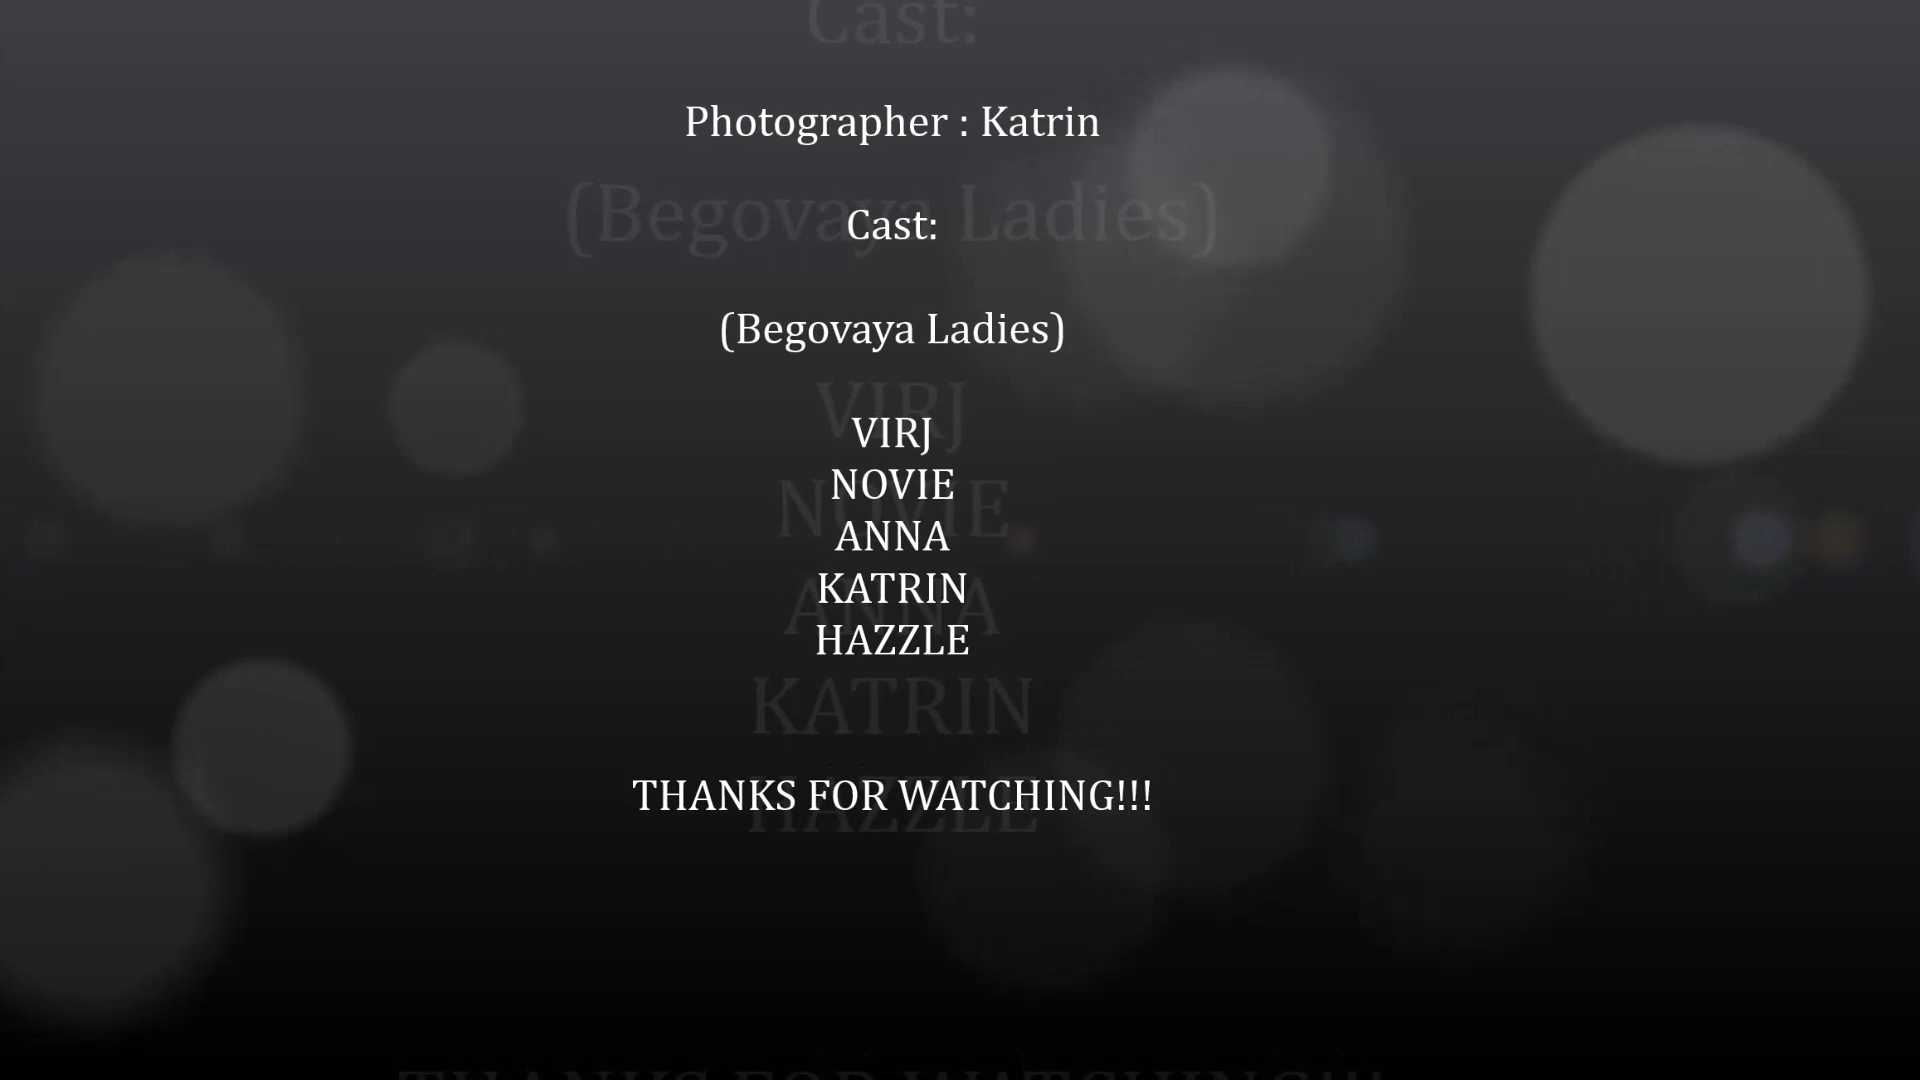 Photographer : Katrin
Cast:
(Begovaya Ladies)
VIRJ
NOVIE
ANNA
KATRIN
HAZZLE
THANKS FOR WATCHING!!!